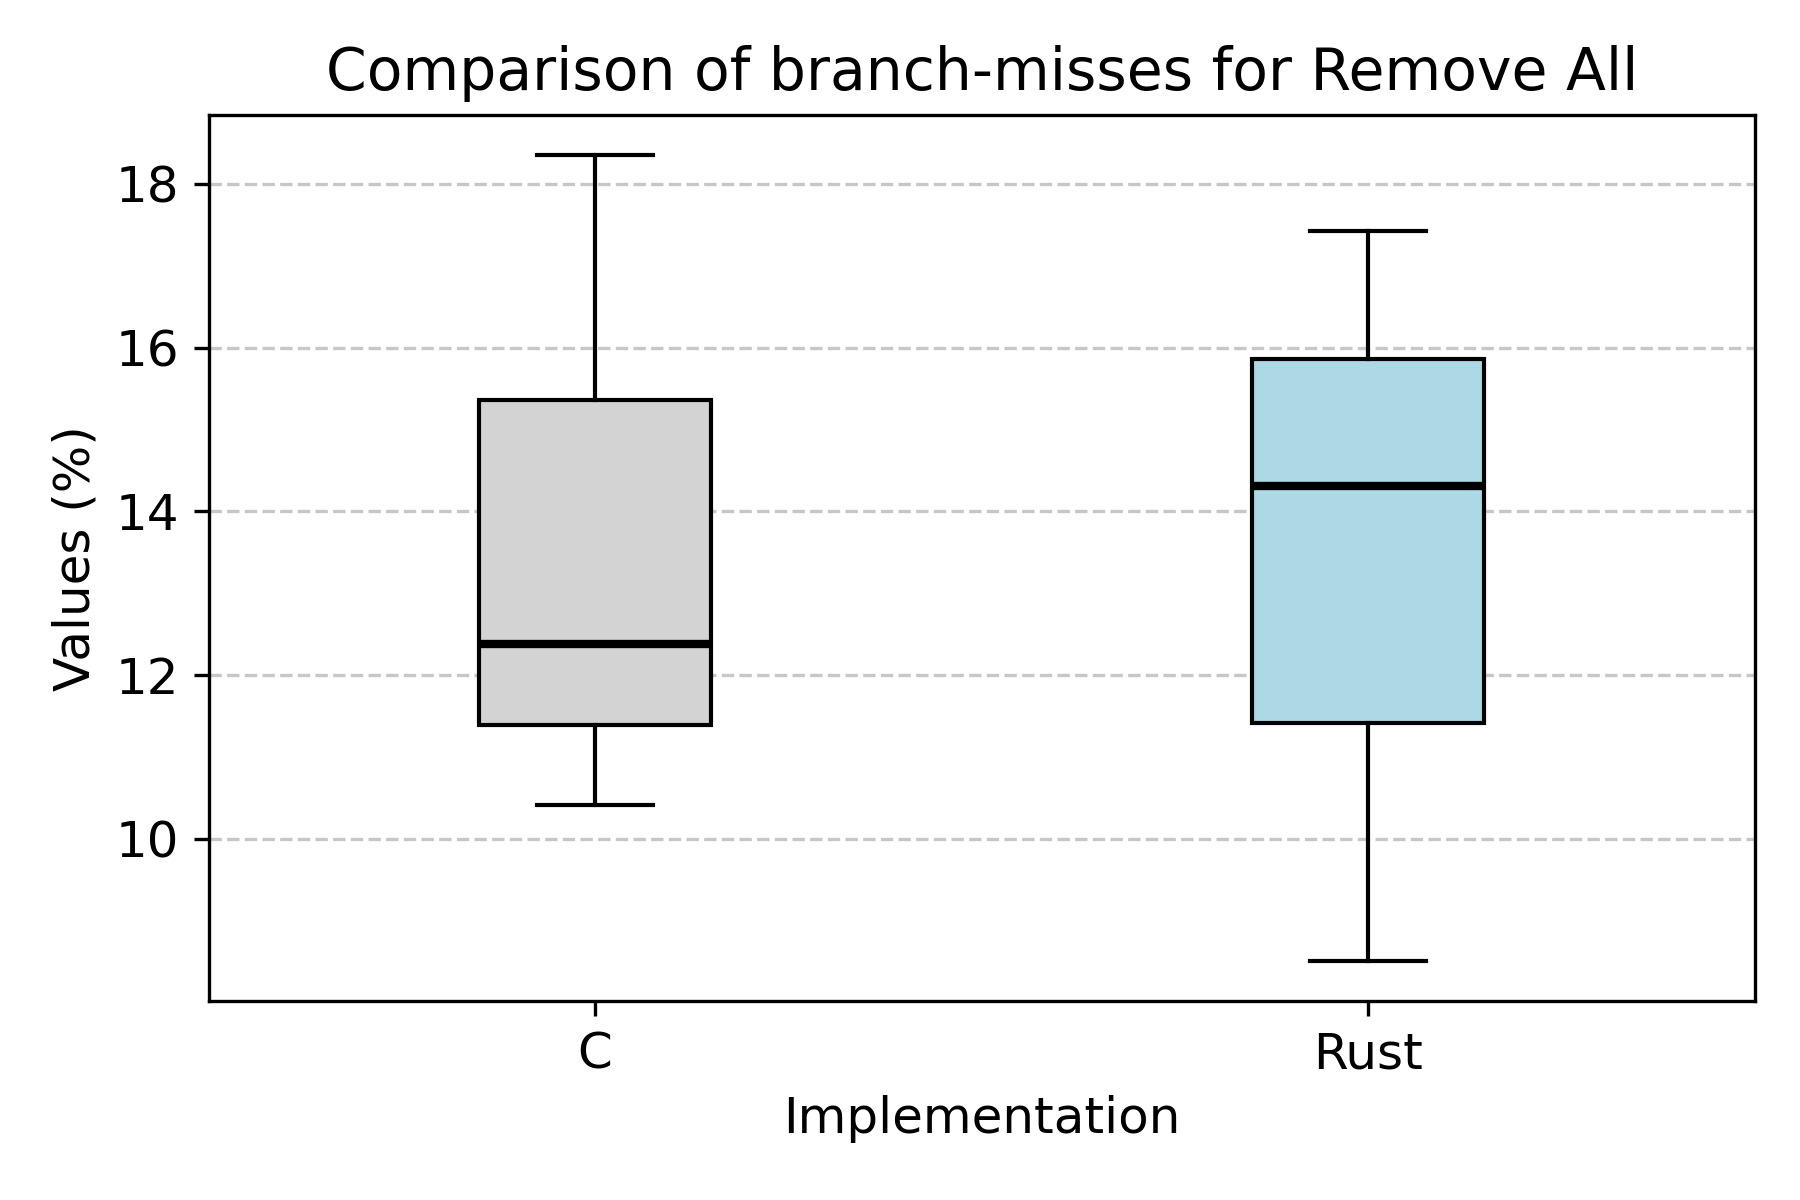 Comparison of branch-misses for Remove All
Values (%)
18
16
14
12
10
C
Rust
Implementation